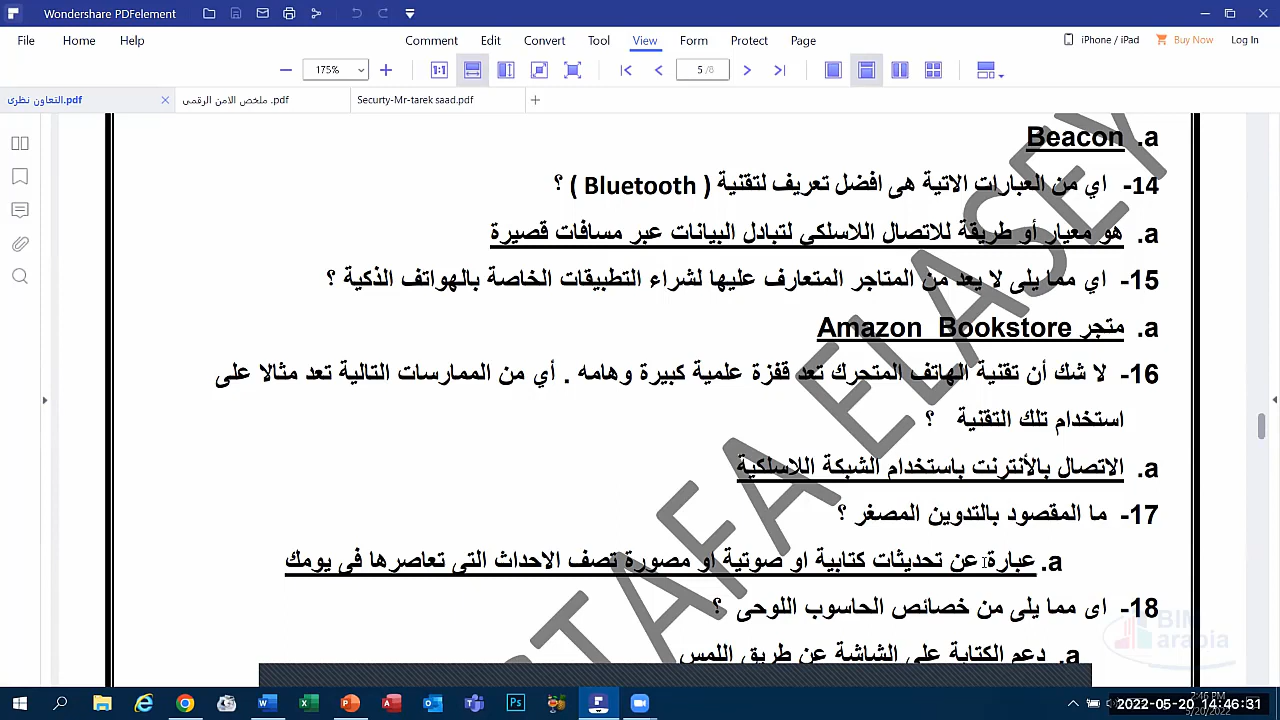 Wondershare PDFelement
File Home Help Comment Edit Convert Tool View Form Protect Page iPhone / iPad Buy Now Log In
175% 5 /8
التعاون نظرى.pdf ملخص الامن الرقمى .pdf Securty-Mr-tarek saad.pdf
a. Beacon
14- اي من العبارات الاتية هى افضل تعريف لتقنية ( Bluetooth ) ؟
a. هو معيار أو طريقة للاتصال اللاسلكي لتبادل البيانات عبر مسافات قصيرة
15- اي مما يلى لا يعد من المتاجر المتعارف عليها لشراء التطبيقات الخاصة بالهواتف الذكية ؟
a. متجر Amazon Bookstore
16- لا شك أن تقنية الهاتف المتحرك تعد قفزة علمية كبيرة وهامه . أي من الممارسات التالية تعد مثالا على
استخدام تلك التقنية ؟
a. الاتصال بالأنترنت باستخدام الشبكة اللاسلكية
17- ما المقصود بالتدوين المصغر ؟
a. عبارة عن تحديثات كتابية او صوتية او مصورة تصف الاحداث التى تعاصرها فى يومك
18- اى مما يلى من خصائص الحاسوب اللوحى ؟
a. دعم الكتابة على الشاشة عن طريق اللمس
STAFA ELASEY
BIM
arabia
2022-05-20 14:46:31